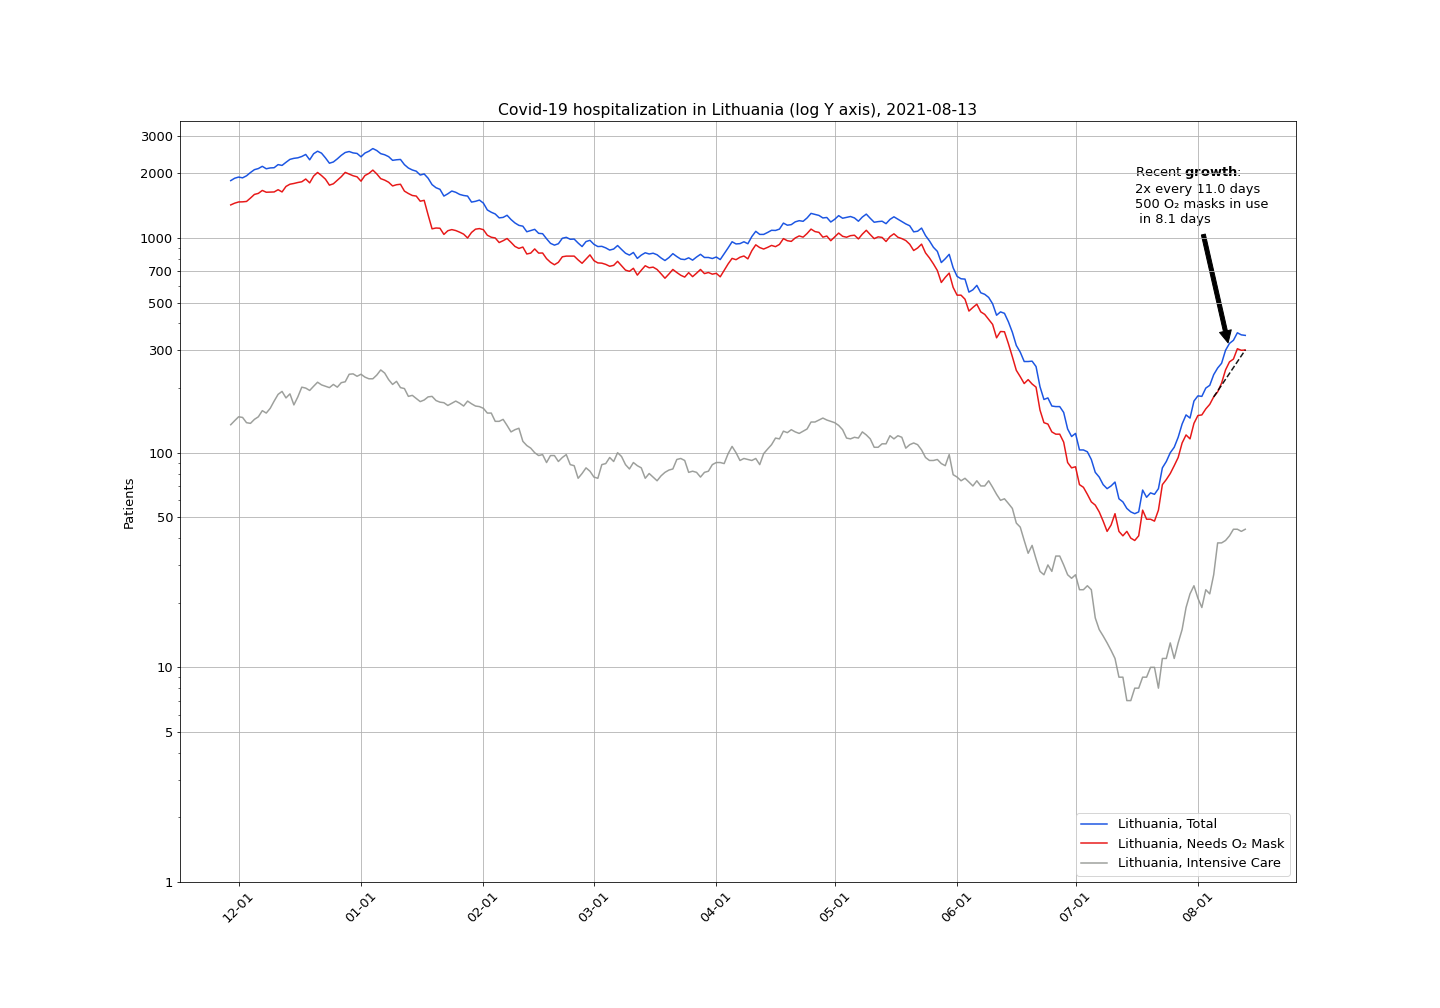 Covid-19 hospitalization in Lithuania (log Y axis), 2021-08-13
3000
2000
1000
700
500
300
100
50
10
5
1
Patients
Recent growth:
2x every 11.0 days
500 O₂ masks in use
in 8.1 days
Lithuania, Total
Lithuania, Needs O₂ Mask
Lithuania, Intensive Care
12-01
01-01
02-01
03-01
04-01
05-01
06-01
07-01
08-01